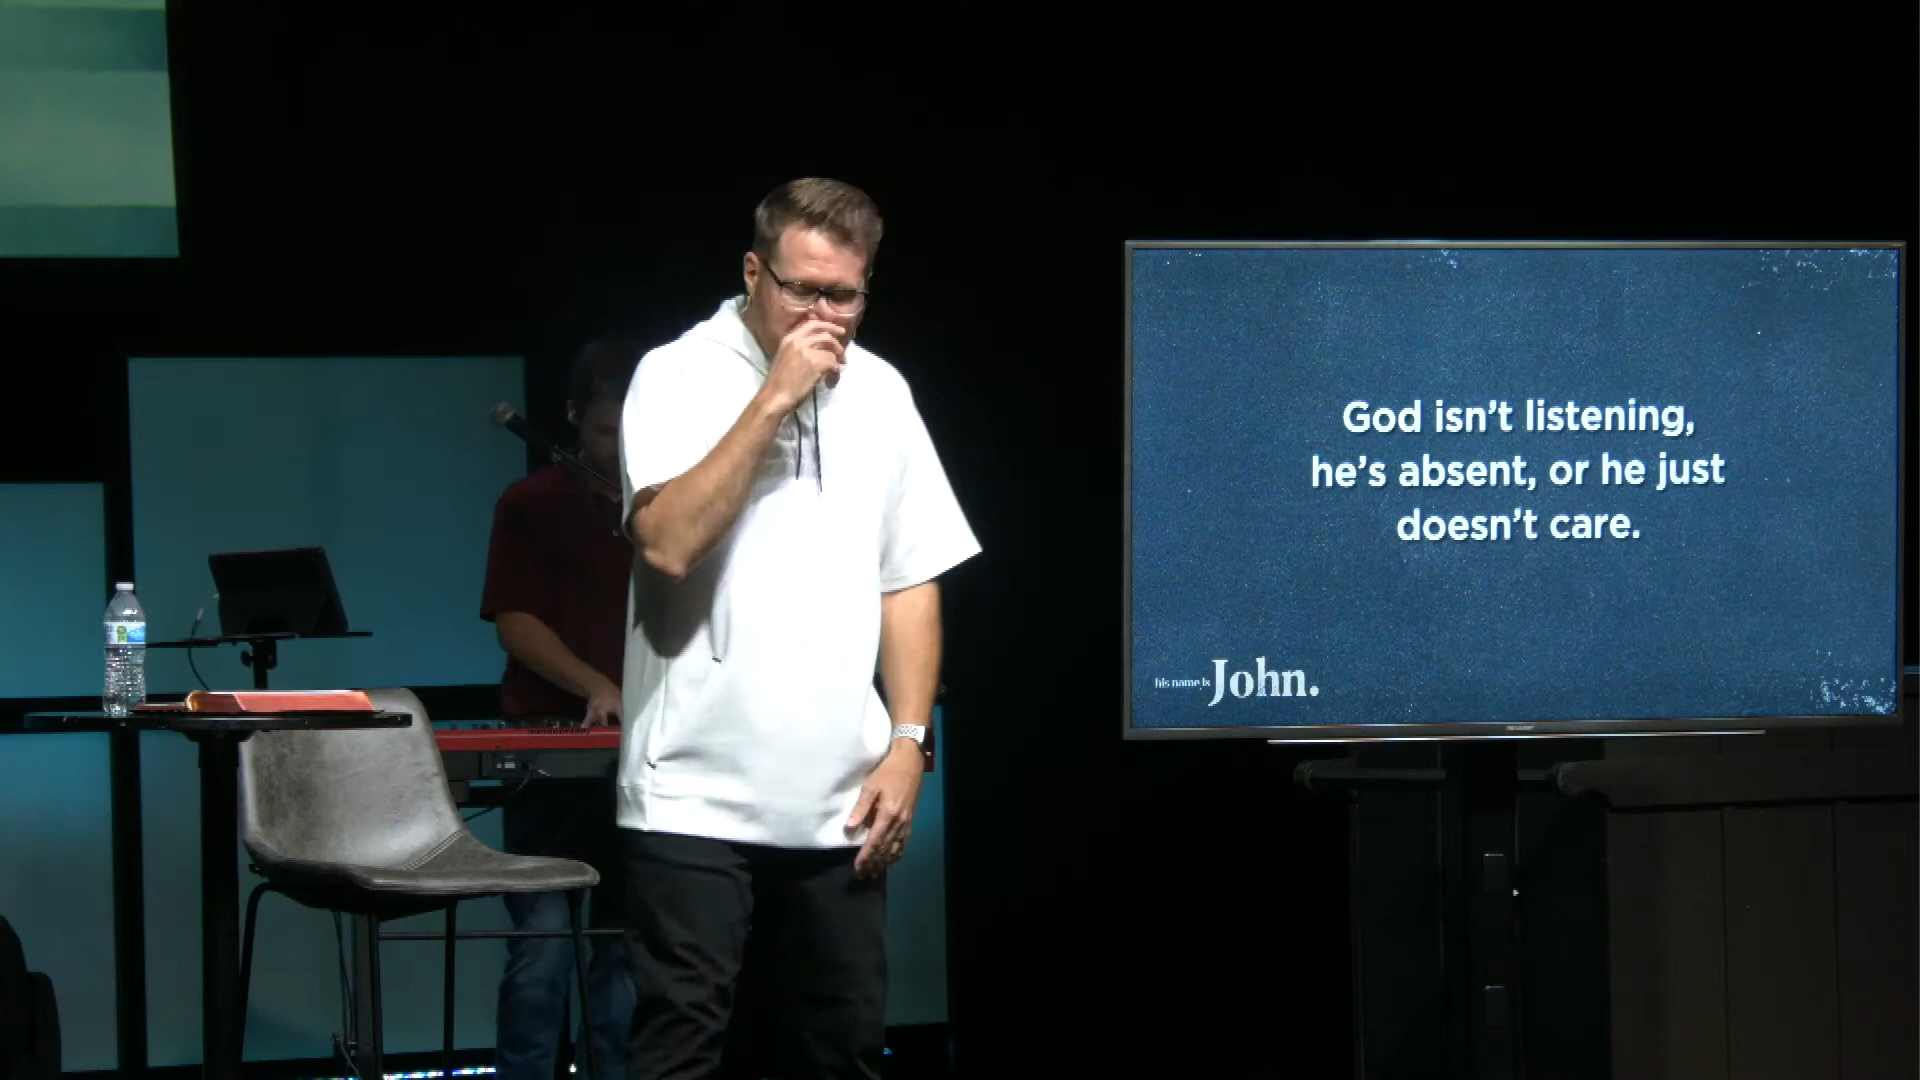 God isn't listening,
he's absent, or he just
doesn't care.
his name is John.